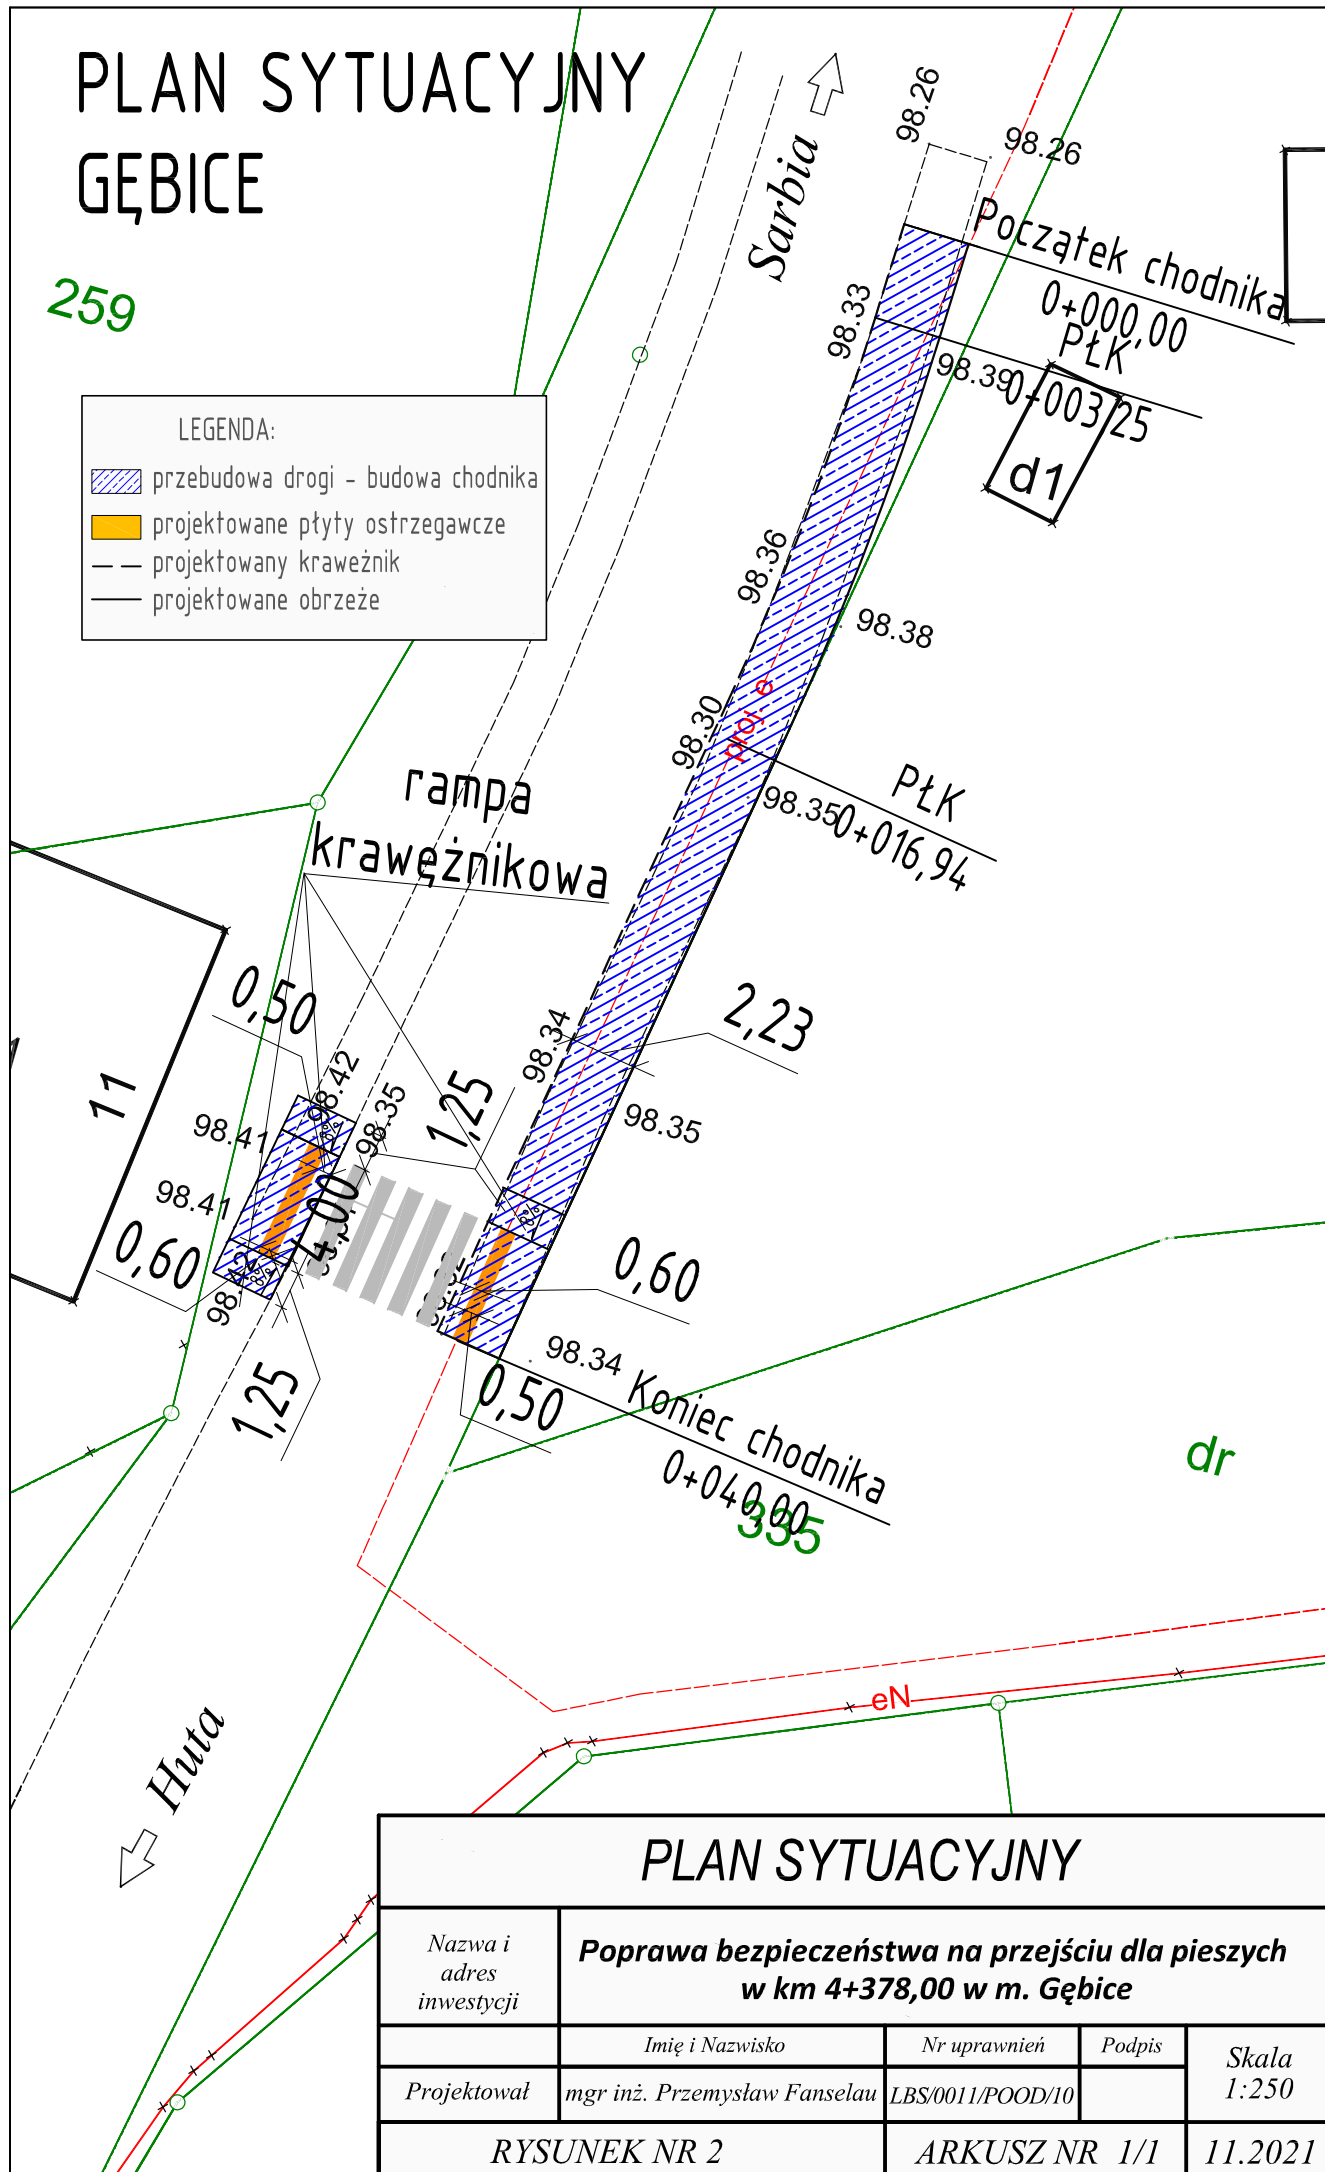 PLAN SYTUACYJNY
GĘBICE
259
Sarbia
98.26
98.26
Początek chodnika
0+000,00
PŁK
0+003,25
98.33
98.39
d1
LEGENDA:
przebudowa drogi - budowa chodnika
projektowane płyty ostrzegawcze
projektowany kraweżnik
projektowane obrzeże
98.36
98.38
proj. e
98.30
98.35
PŁK
0+016,94
rampa
krawężnikowa
0,50
2,23
98.34
98.35
11
98.42
98.35
1,25
98.41
98.41
4,00
0,60
0,60
98.34
1,25
0,50
Koniec chodnika
0+040,00
335
dr
eN
Huta
PLAN SYTUACYJNY
Nazwa i
adres
inwestycji
Poprawa bezpieczeństwa na przejściu dla pieszych
w km 4+378,00 w m. Gębice
Imię i Nazwisko
Nr uprawnień
Podpis
Skala
1:250
Projektował
mgr inż. Przemysław Fanselau
LBS/0011/POOD/10
RYSUNEK NR 2
ARKUSZ NR 1/1
11.2021